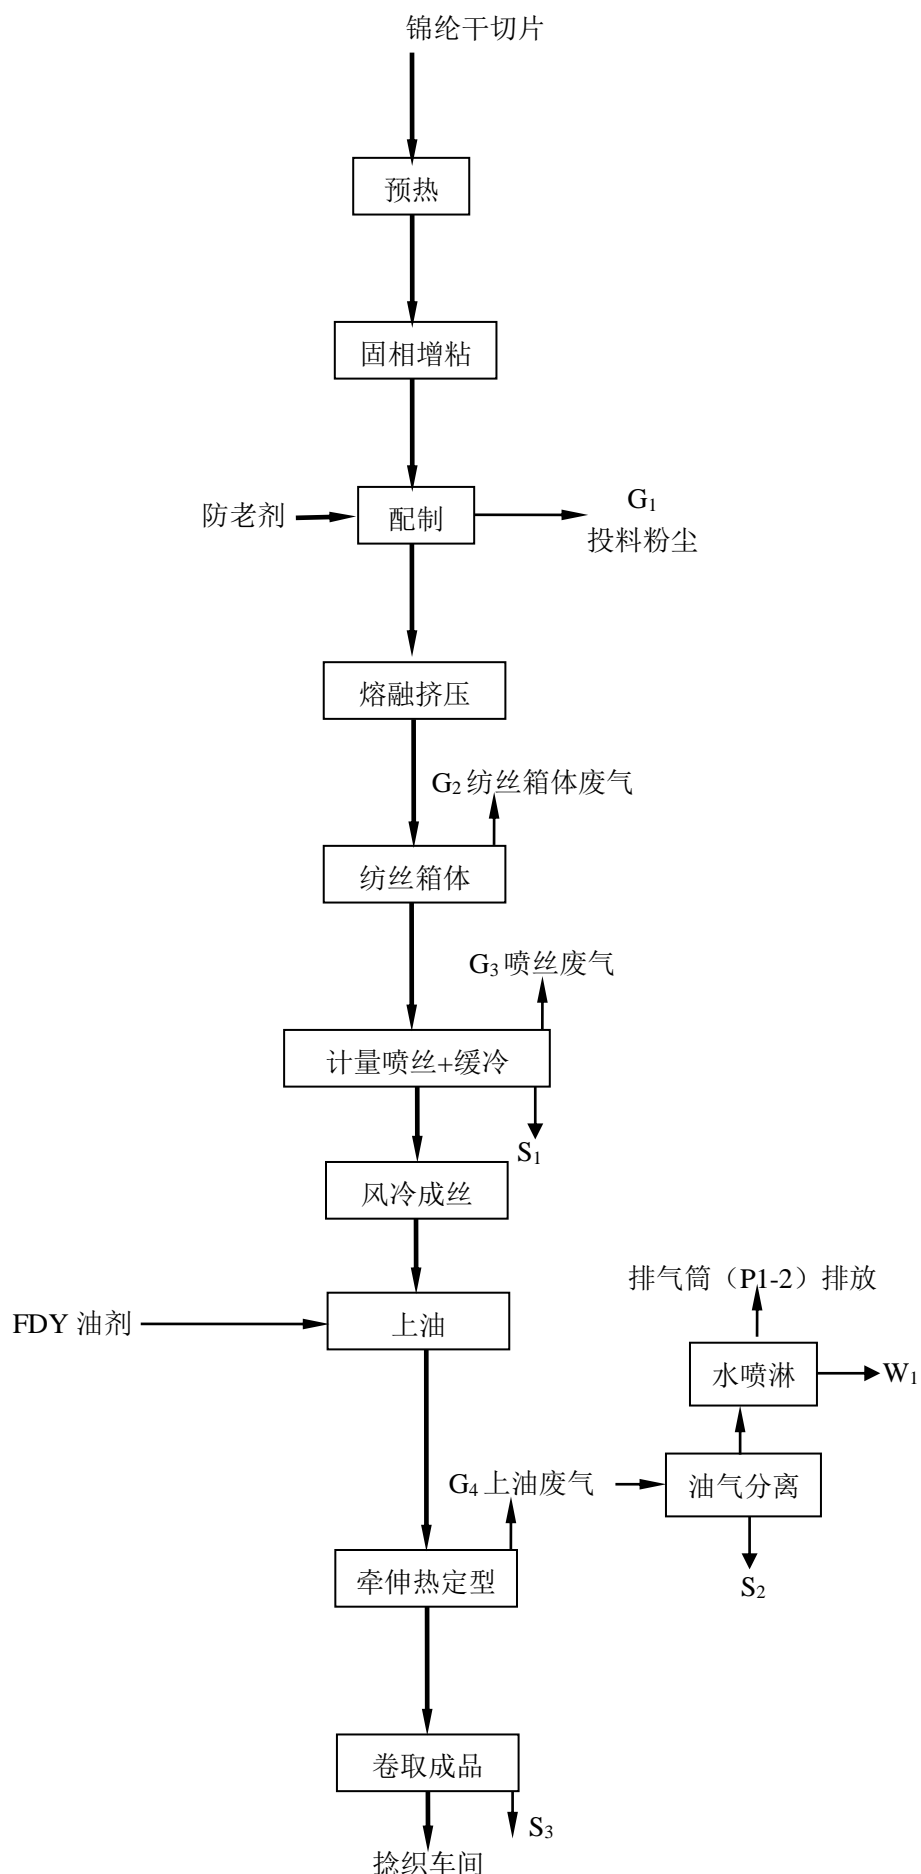 锦纶干切片
预热
固相增粘
防老剂
配制
G₁
投料粉尘
熔融挤压
G₂纺丝箱体废气
纺丝箱体
G₃喷丝废气
计量喷丝+缓冷
S₁
风冷成丝
排气筒（P1-2）排放
FDY 油剂
上油
水喷淋
W₁
G₄上油废气
油气分离
牵伸热定型
S₂
卷取成品
S₃
捻织车间